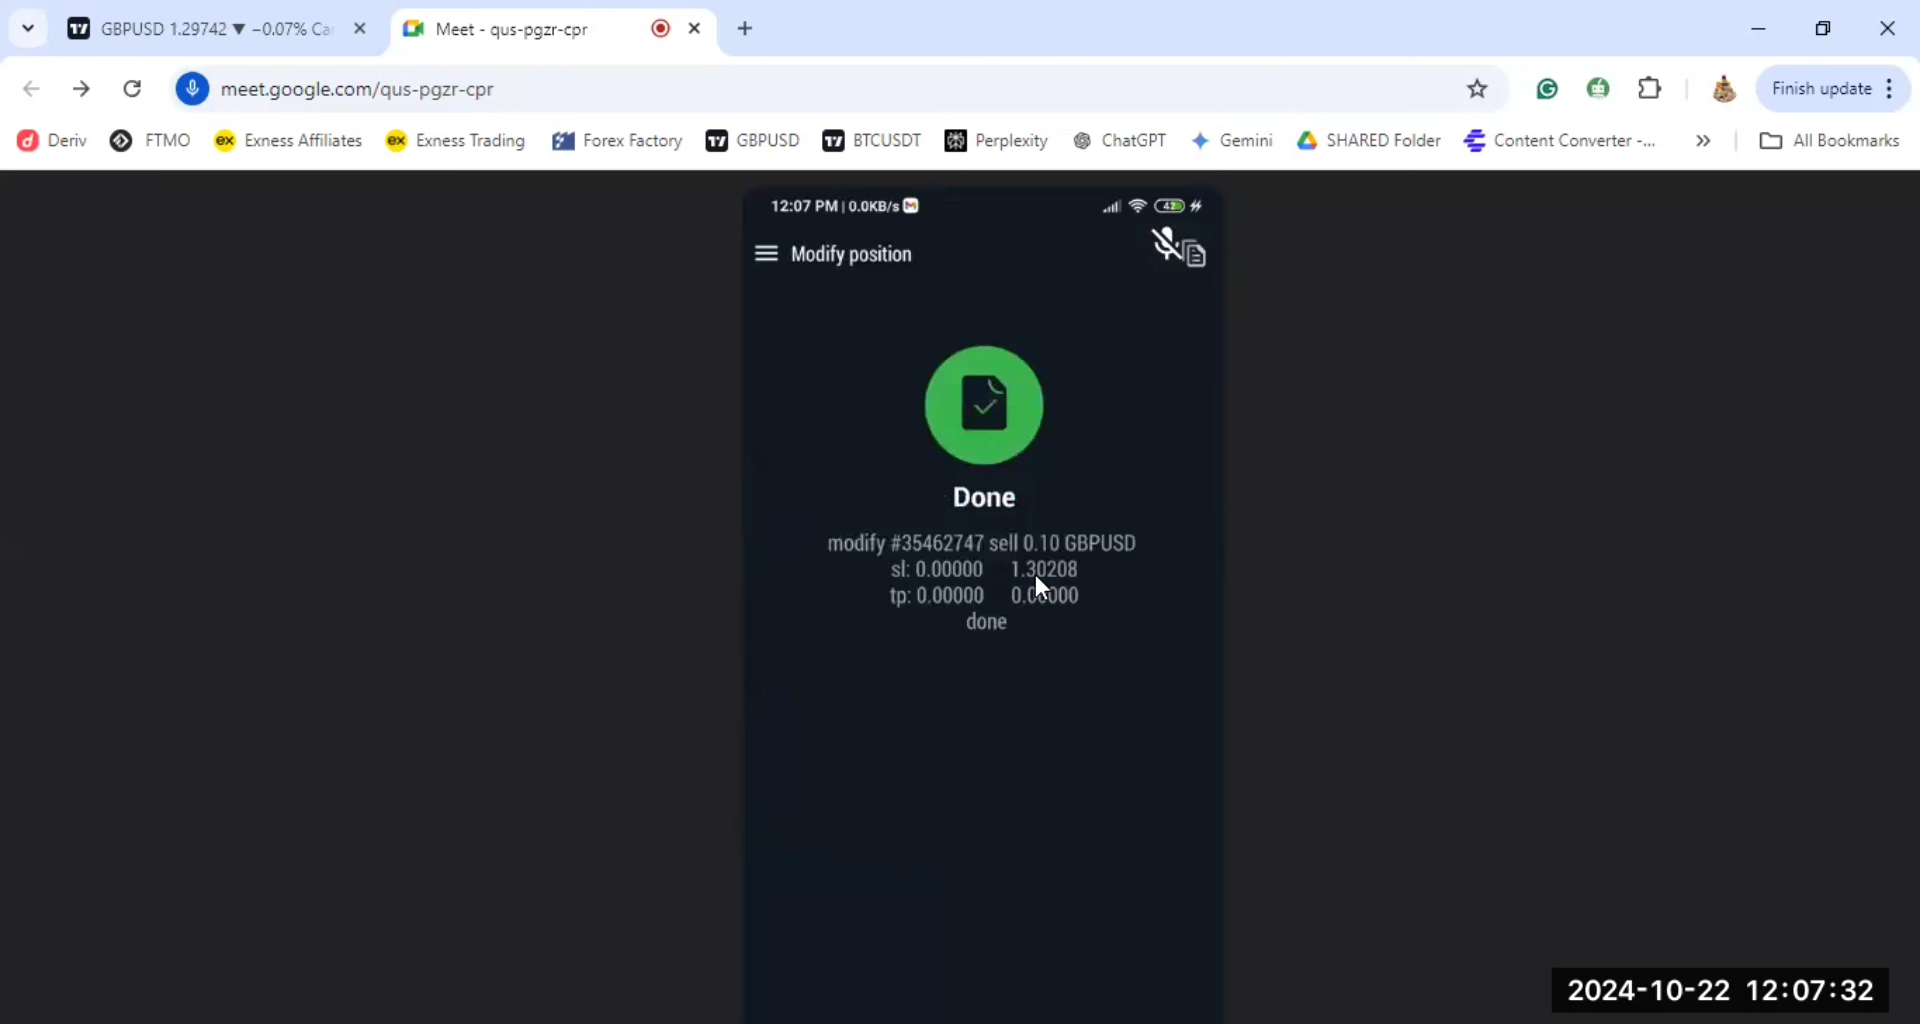 GBPUSD 1.29742 ▼ −0.07% Ca
Meet - qus-pgzr-cpr
meet.google.com/qus-pgzr-cpr
Finish update
Deriv
FTMO
Exness Affiliates
Exness Trading
Forex Factory
GBPUSD
BTCUSDT
Perplexity
ChatGPT
Gemini
SHARED Folder
Content Converter -...
All Bookmarks
12:07 PM | 0.0KB/s
42
Modify position
Done
modify #35462747 sell 0.10 GBPUSD
sl: 0.00000 1.30208
tp: 0.00000 0.00000
done
2024-10-22 12:07:32